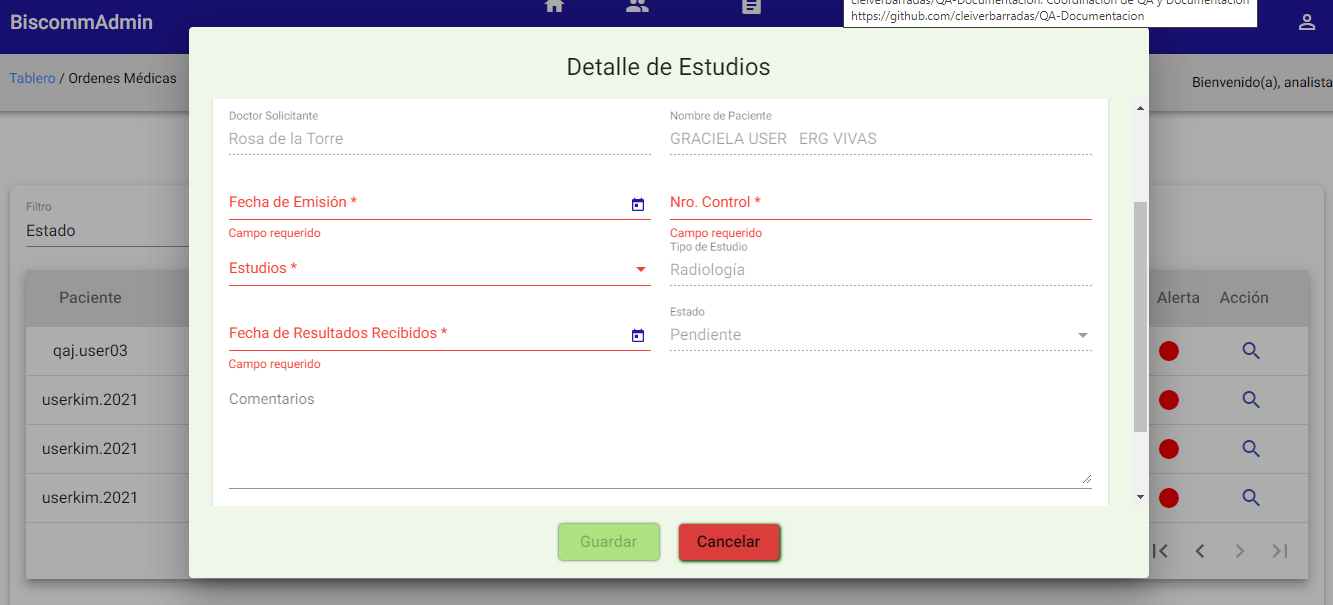 cleiverbarradas/QA-Documentacion: Coordinación de QA y Documentación
https://github.com/cleiverbarradas/QA-Documentacion
BiscommAdmin
Tablero / Ordenes Médicas
Bienvenido(a), analista
Detalle de Estudios
Doctor Solicitante
Nombre de Paciente
Rosa de la Torre
GRACIELA USER ERG VIVAS
Fecha de Emisión *
Nro. Control *
Campo requerido
Campo requerido
Tipo de Estudio
Estudios *
Radiología
Estado
Fecha de Resultados Recibidos *
Pendiente
Campo requerido
Comentarios
Guardar
Cancelar
Filtro
Estado
Paciente
Alerta
Acción
qaj.user03
userkim.2021
userkim.2021
userkim.2021